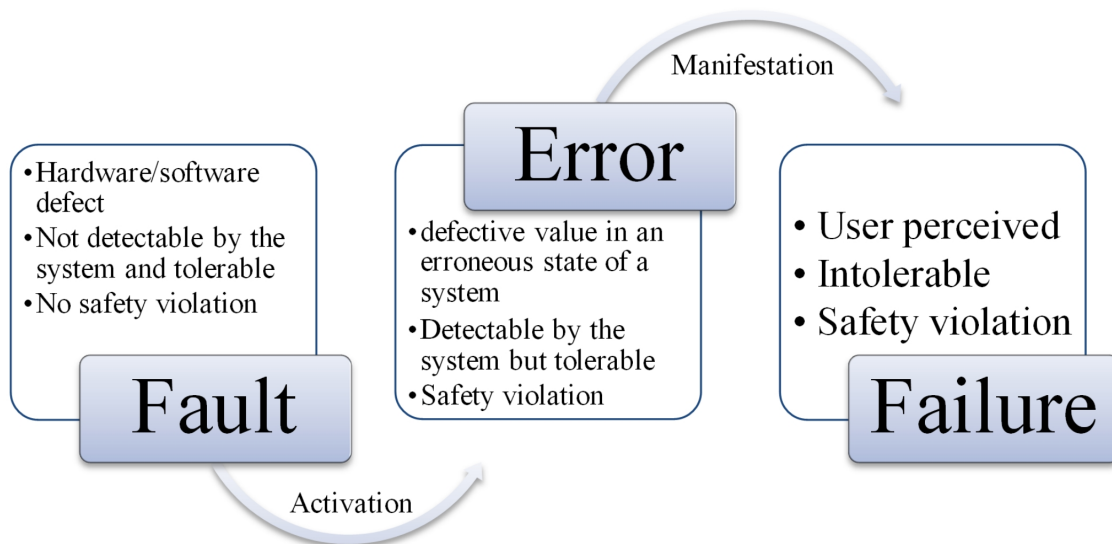 • Hardware/software
defect
• Not detectable by the
system and tolerable
• No safety violation
Fault
Activation
Error
• defective value in an
erroneous state of a
system
• Detectable by the
system but tolerable
• Safety violation
Manifestation
• User perceived
• Intolerable
• Safety violation
Failure